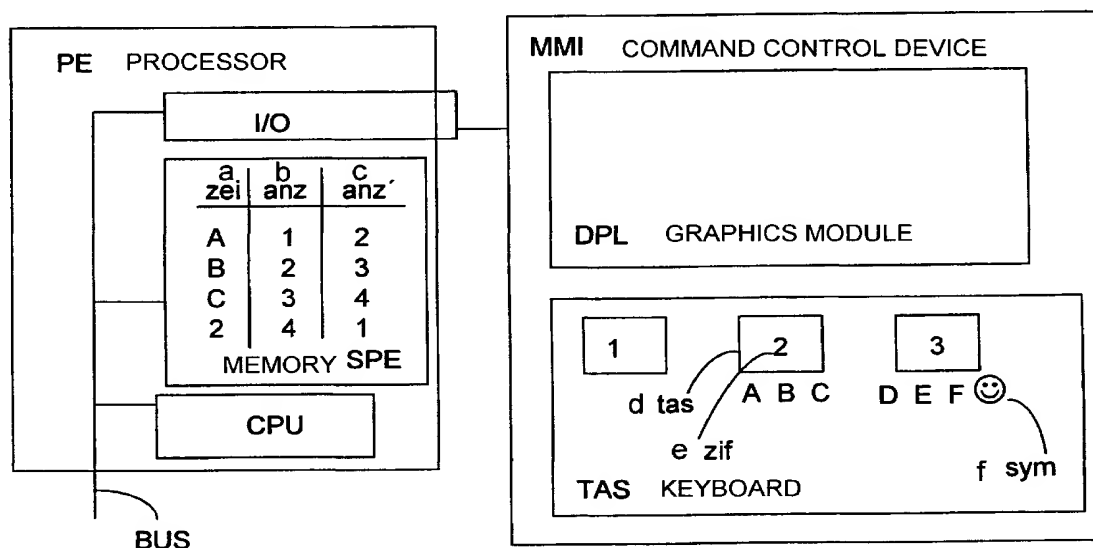 PE PROCESSOR
I/O
a b c
zei anz anz´
A 1 2
B 2 3
C 3 4
2 4 1
MEMORY SPE
CPU
BUS
MMI COMMAND CONTROL DEVICE
DPL GRAPHICS MODULE
1 2 3
A B C D E F
d tas
e zif
f sym
TAS KEYBOARD